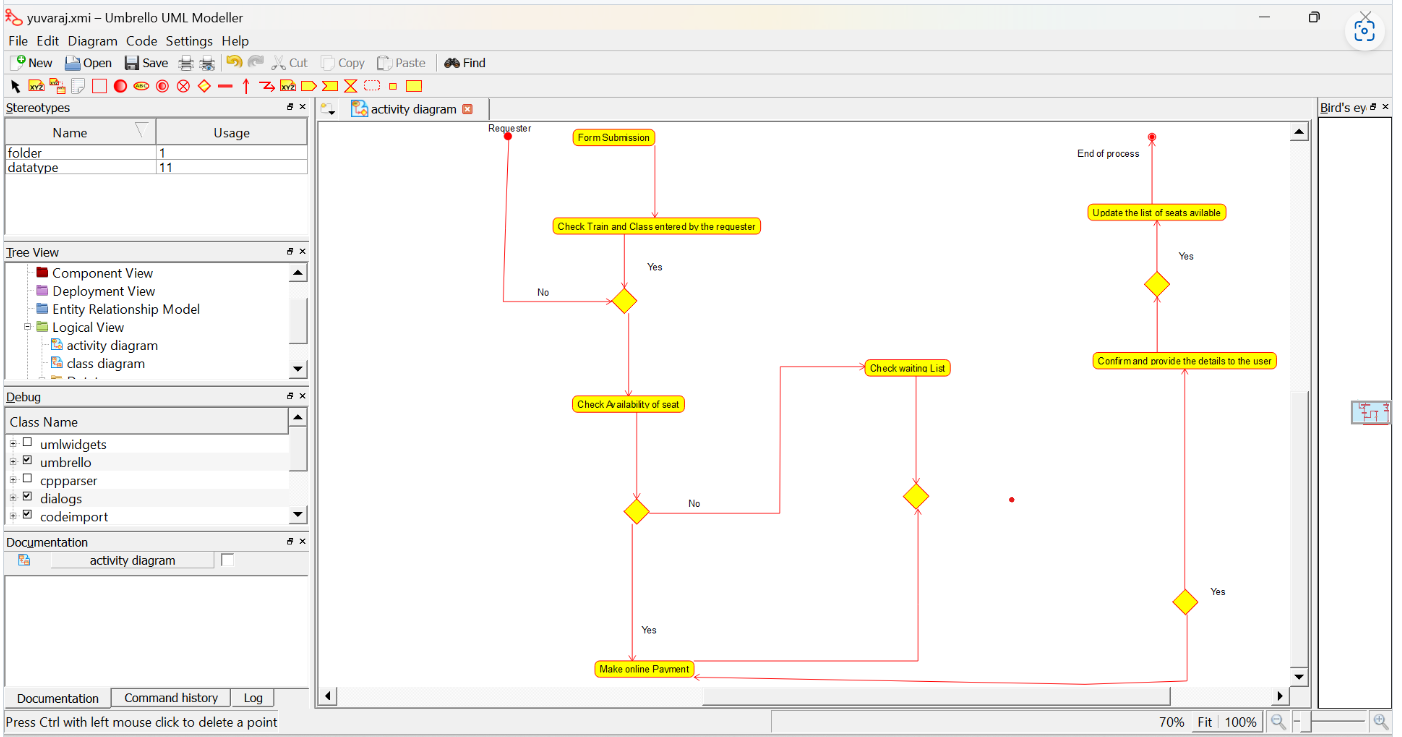 yuvaraj.xmi – Umbrello UML Modeller
File Edit Diagram Code Settings Help
New Open Save Cut Copy Paste Find
Stereotypes
Name Usage
folder 1
datatype 11
Tree View
Component View
Deployment View
Entity Relationship Model
Logical View
activity diagram
class diagram
Debug
Class Name
umlwidgets
umbrello
cppparser
dialogs
codeimport
Documentation
activity diagram
Documentation Command history Log
Press Ctrl with left mouse click to delete a point
activity diagram
Requester
Form Submission
End of process
Update the list of seats avilable
Check Train and Class entered by the requester
Yes
Yes
No
Confirm and provide the details to the user
Check waiting List
Check Availability of seat
No
Yes
Yes
Make online Payment
Bird's ey
70% Fit 100%